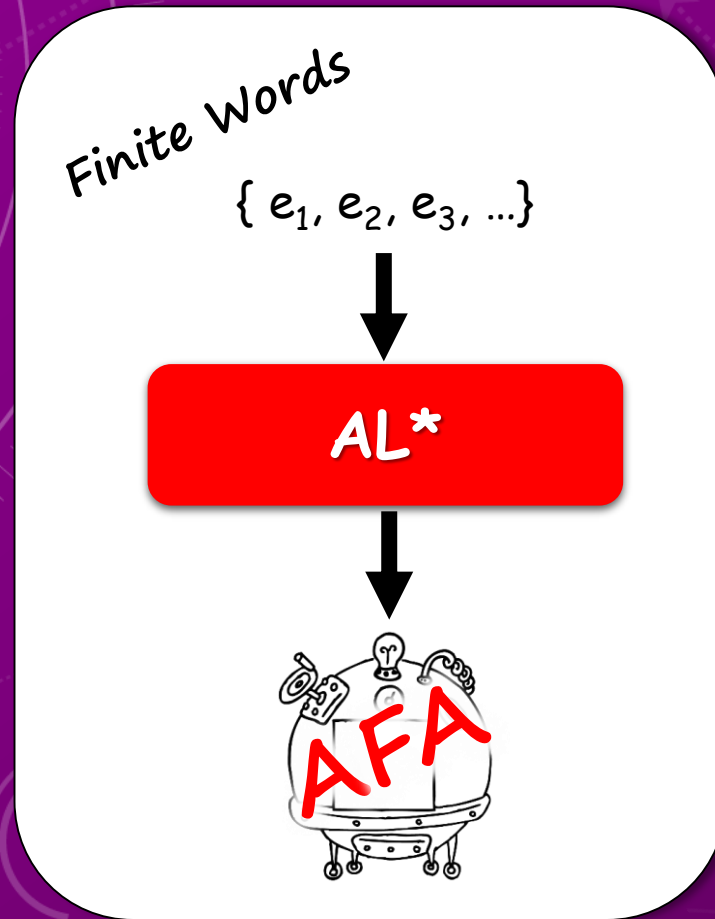 Finite Words
{ e₁, e₂, e₃, ...}
AL*
AFA